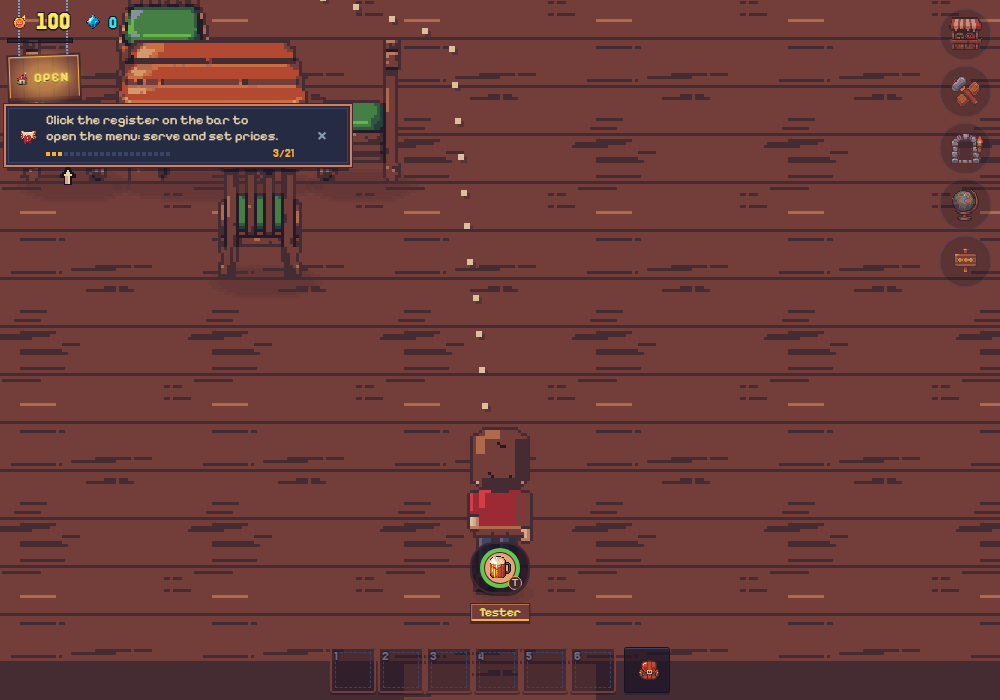 100 0
OPEN
Click the register on the bar to
open the menu: serve and set prices.
3/21
T
Tester
1 2 3 4 5 6